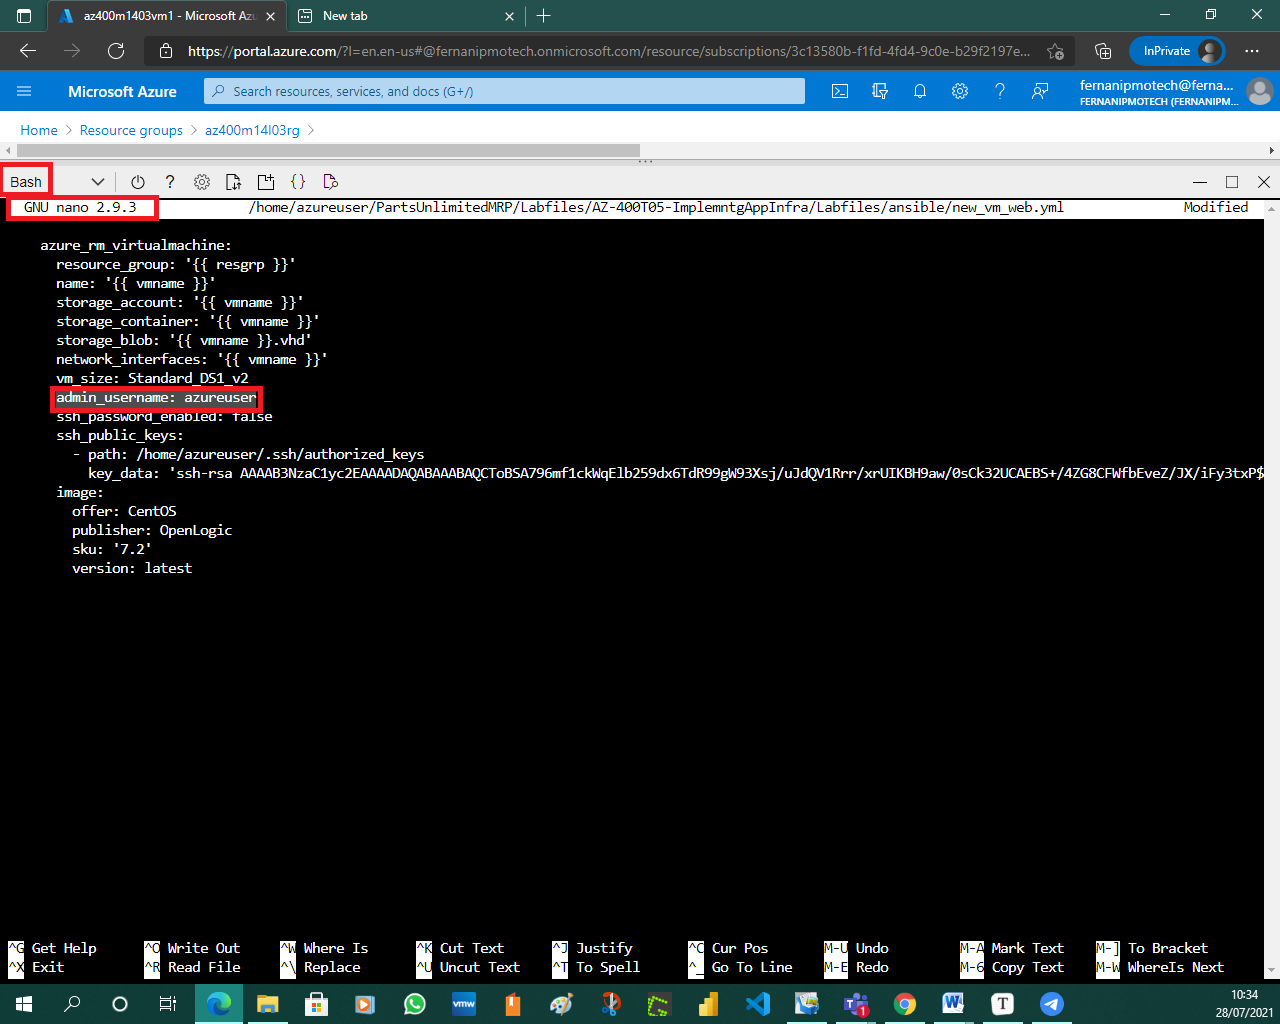 az400m1403vm1 - Microsoft Azu
New tab
https://portal.azure.com/?l=en.en-us#@fernanipmotech.onmicrosoft.com/resource/subscriptions/3c13580b-f1fd-4fd4-9c0e-b29f2197e...
InPrivate
Microsoft Azure
Search resources, services, and docs (G+/)
fernanipmotech@ferna...
FERNANIPMOTECH (FERNANIPM...
Home > Resource groups > az400m14l03rg >
Bash
GNU nano 2.9.3 /home/azureuser/PartsUnlimitedMRP/Labfiles/AZ-400T05-ImplemntgAppInfra/Labfiles/ansible/new_vm_web.yml Modified
azure_rm_virtualmachine:
resource_group: '{{ resgrp }}'
name: '{{ vmname }}'
storage_account: '{{ vmname }}'
storage_container: '{{ vmname }}'
storage_blob: '{{ vmname }}.vhd'
network_interfaces: '{{ vmname }}'
vm_size: Standard_DS1_v2
admin_username: azureuser
ssh_password_enabled: false
ssh_public_keys:
- path: /home/azureuser/.ssh/authorized_keys
key_data: 'ssh-rsa AAAAB3NzaC1yc2EAAAADAQABAAABAQCToBSA796mf1ckWqElb259dx6TdR99gW93Xsj/uJdQV1Rrr/xrUIKBH9aw/0sCk32UCAEBS+/4ZG8CFWfbEveZ/JX/iFy3txP$
image:
offer: CentOS
publisher: OpenLogic
sku: '7.2'
version: latest
^G Get Help ^O Write Out ^W Where Is ^K Cut Text ^J Justify ^C Cur Pos M-U Undo M-A Mark Text M-] To Bracket
^X Exit ^R Read File ^\ Replace ^U Uncut Text ^T To Spell ^_ Go To Line M-E Redo M-6 Copy Text M-W WhereIs Next
vmw
1
W
T
10:34
28/07/2021